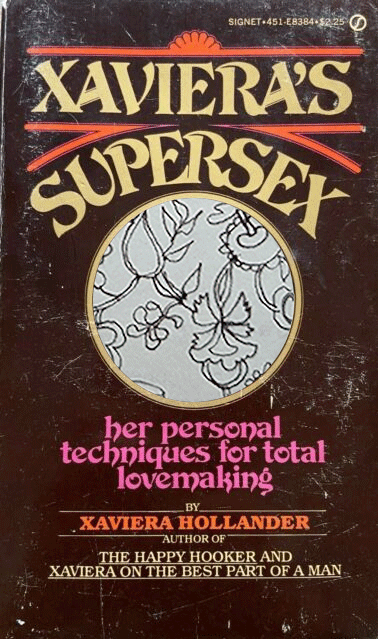 SIGNET•451-E8384•$2.25
XAVIERA'S
SUPERSEX
her personal
techniques for total
lovemaking
BY
XAVIERA HOLLANDER
AUTHOR OF
THE HAPPY HOOKER AND
XAVIERA ON THE BEST PART OF A MAN